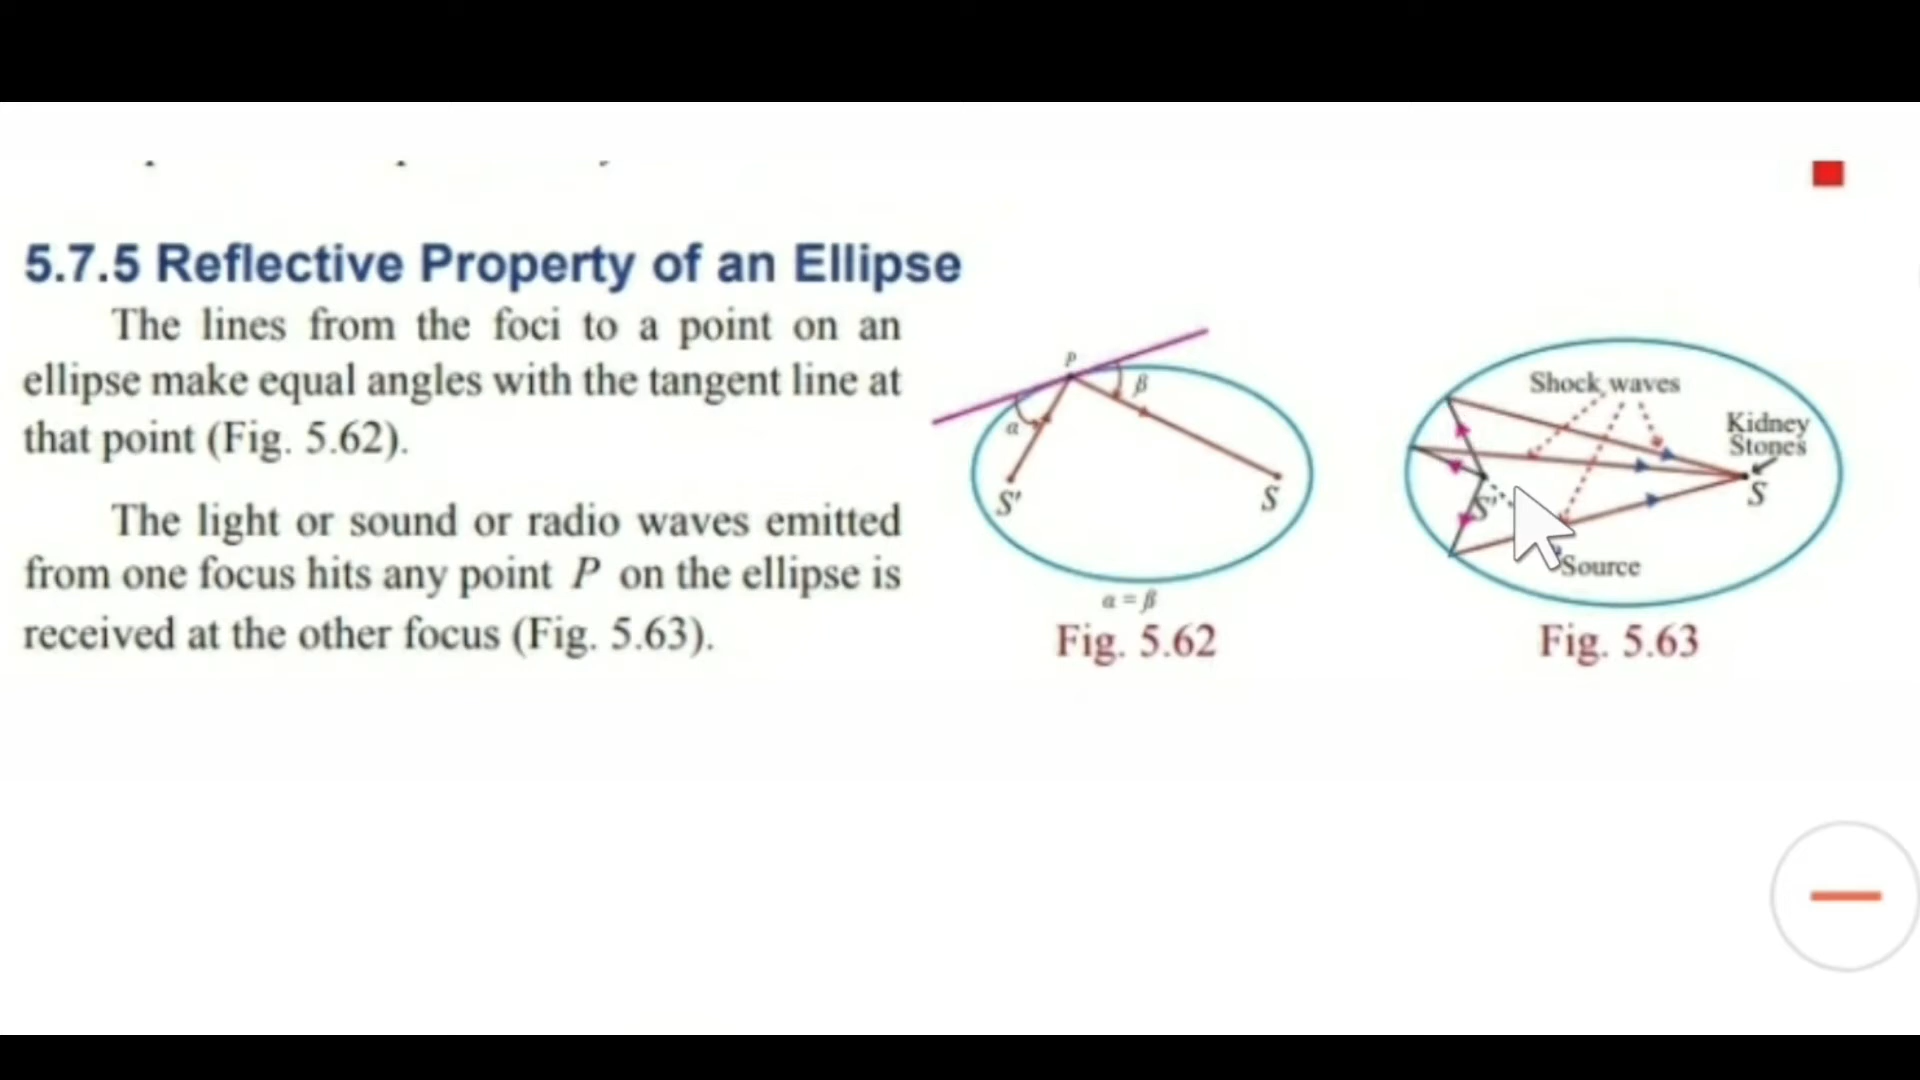 5.7.5 Reflective Property of an Ellipse
The lines from the foci to a point on an
ellipse make equal angles with the tangent line at
that point (Fig. 5.62).
The light or sound or radio waves emitted
from one focus hits any point P on the ellipse is
received at the other focus (Fig. 5.63).
P
β
α
S'
S
α = β
Fig. 5.62
Shock waves
Kidney
Stones
S'
S
Source
Fig. 5.63